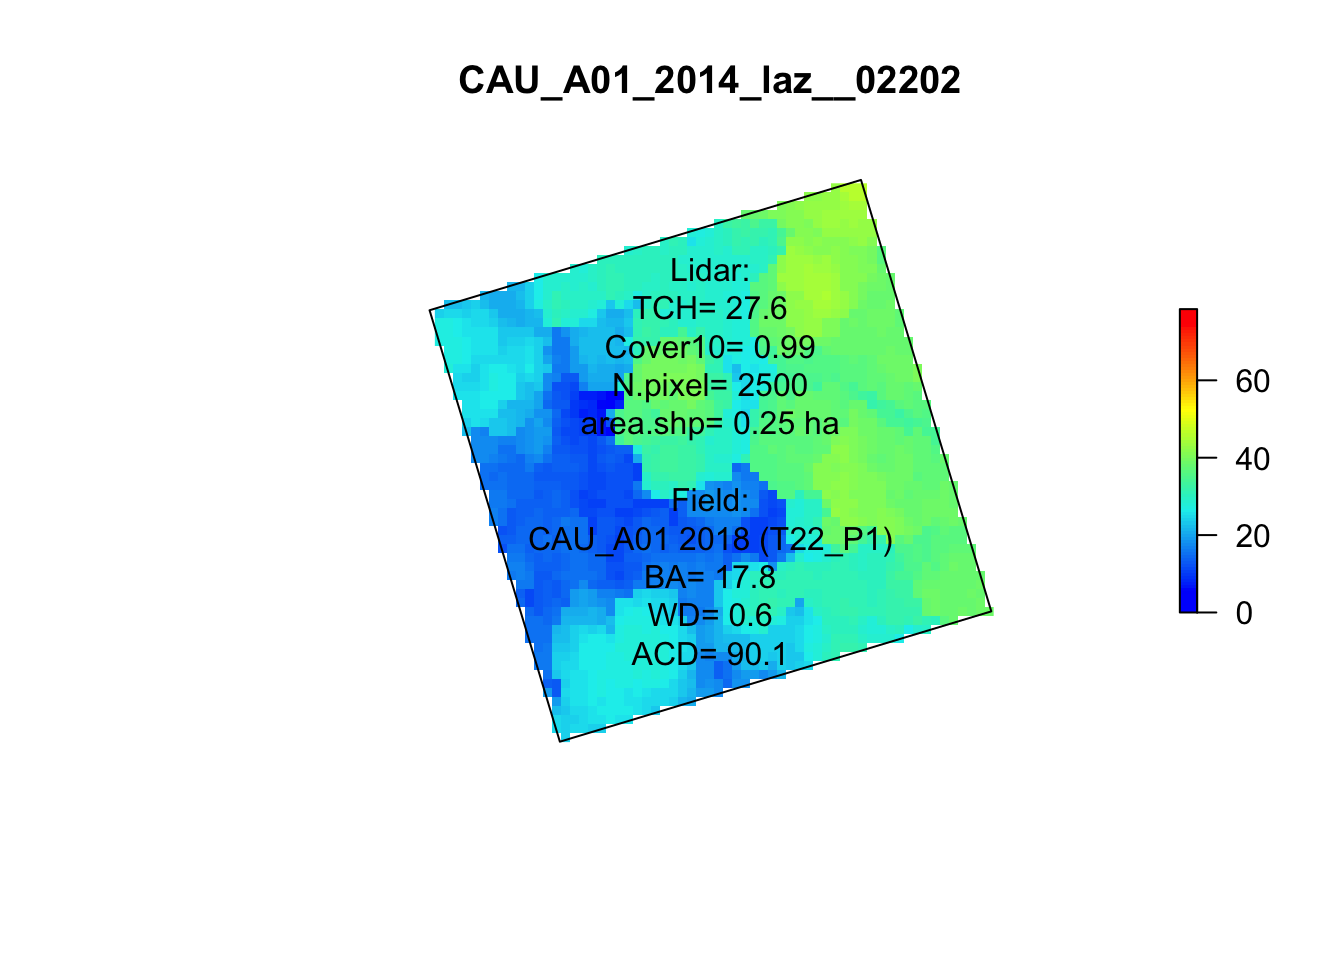 CAU_A01_2014_laz__02202
Lidar:
TCH= 27.6
Cover10= 0.99
N.pixel= 2500
area.shp= 0.25 ha
Field:
CAU_A01 2018 (T22_P1)
BA= 17.8
WD= 0.6
ACD= 90.1
60
40
20
0